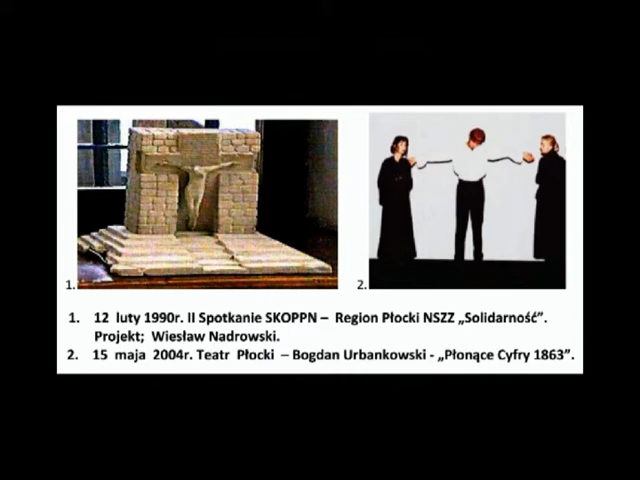 1.
2.
1. 12 luty 1990r. II Spotkanie SKOPPN – Region Płocki NSZZ „Solidarność”.
Projekt; Wiesław Nadrowski.
2. 15 maja 2004r. Teatr Płocki – Bogdan Urbankowski - „Płonące Cyfry 1863”.